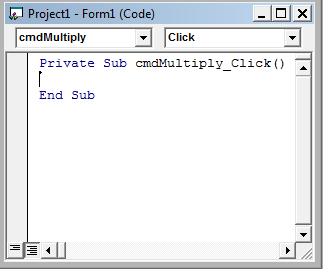 Project1 - Form1 (Code)
cmdMultiply Click
Private Sub cmdMultiply_Click()
End Sub